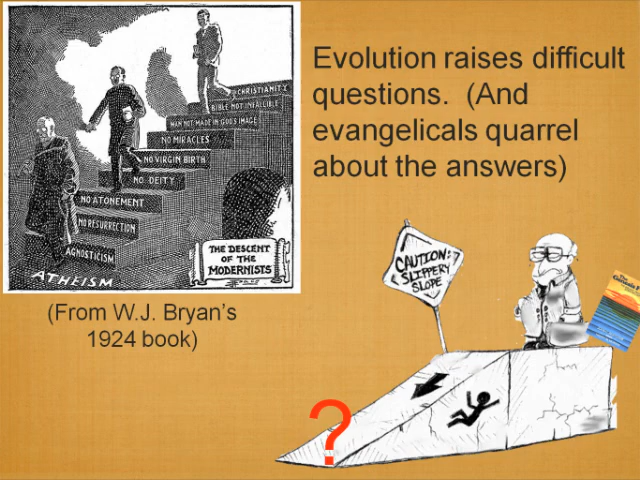 Evolution raises difficult
questions. (And
evangelicals quarrel
about the answers)
CHRISTIANITY
BIBLE NOT INFALLIBLE
MAN NOT MADE IN GOD'S IMAGE
NO MIRACLES
NO VIRGIN BIRTH
NO DEITY
NO ATONEMENT
NO RESURRECTION
AGNOSTICISM
ATHEISM
THE DESCENT
OF THE
MODERNISTS
(From W.J. Bryan's
1924 book)
CAUTION:
SLIPPERY
SLOPE
?